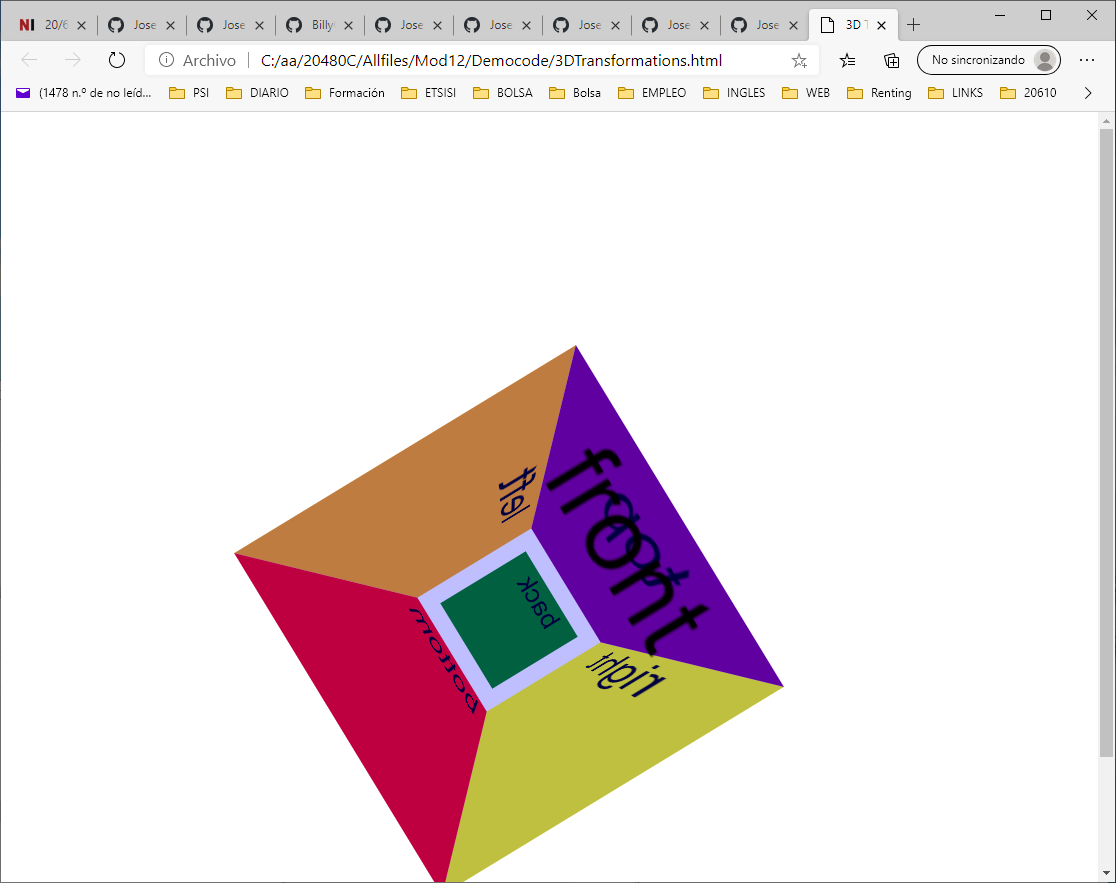 NI 20/6 Jose Jose Billy Jose Jose Jose Jose Jose 3D T
Archivo C:/aa/20480C/Allfiles/Mod12/Democode/3DTransformations.html No sincronizando
(1478 n.º de no leíd... PSI DIARIO Formación ETSISI BOLSA Bolsa EMPLEO INGLES WEB Renting LINKS 20610
left
front
top
back
bottom
right